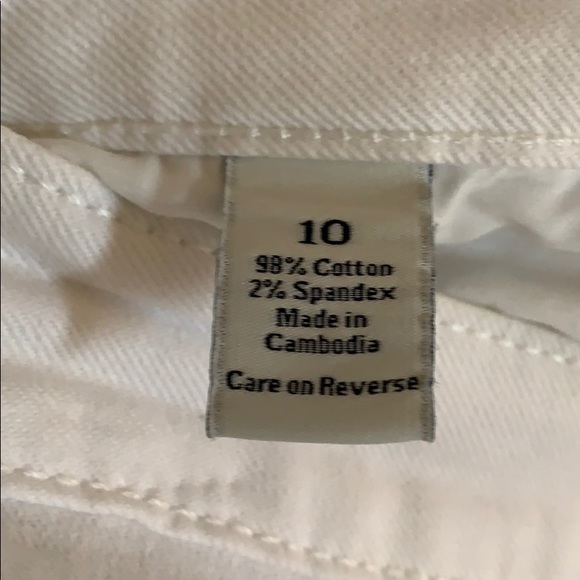 10
98% Cotton
2% Spandex
Made in
Cambodia
Care on Reverse